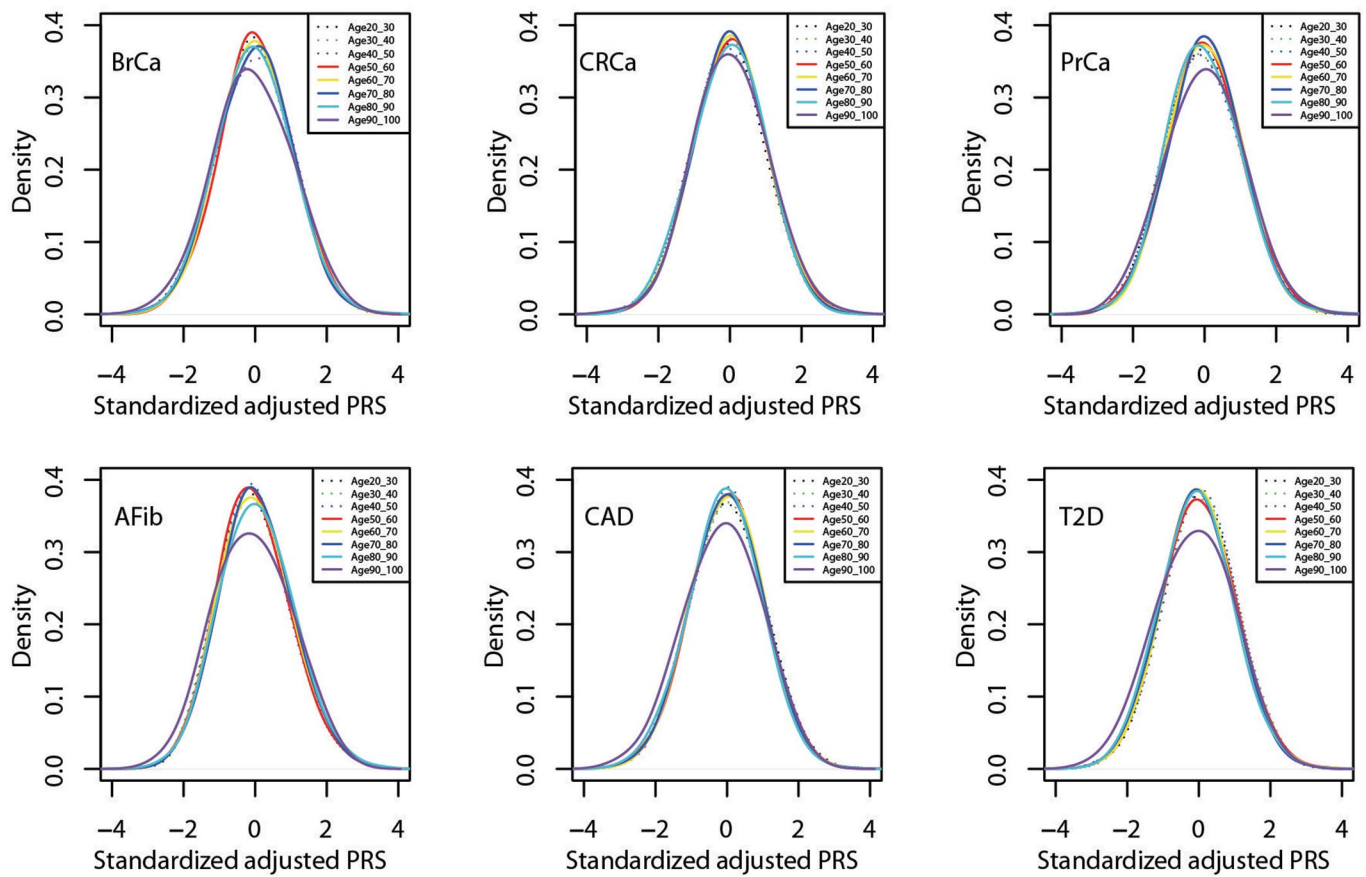 BrCa
Age20_30
Age30_40
Age40_50
Age50_60
Age60_70
Age70_80
Age80_90
Age90_100
Density
0.4
0.3
0.2
0.1
0.0
−4 −2 0 2 4
Standardized adjusted PRS
CRCa
Age20_30
Age30_40
Age40_50
Age50_60
Age60_70
Age70_80
Age80_90
Age90_100
Density
0.4
0.3
0.2
0.1
0.0
−4 −2 0 2 4
Standardized adjusted PRS
PrCa
Age20_30
Age30_40
Age40_50
Age50_60
Age60_70
Age70_80
Age80_90
Age90_100
Density
0.4
0.3
0.2
0.1
0.0
−4 −2 0 2 4
Standardized adjusted PRS
AFib
Age20_30
Age30_40
Age40_50
Age50_60
Age60_70
Age70_80
Age80_90
Age90_100
Density
0.4
0.3
0.2
0.1
0.0
−4 −2 0 2 4
Standardized adjusted PRS
CAD
Age20_30
Age30_40
Age40_50
Age50_60
Age60_70
Age70_80
Age80_90
Age90_100
Density
0.4
0.3
0.2
0.1
0.0
−4 −2 0 2 4
Standardized adjusted PRS
T2D
Age20_30
Age30_40
Age40_50
Age50_60
Age60_70
Age70_80
Age80_90
Age90_100
Density
0.4
0.3
0.2
0.1
0.0
−4 −2 0 2 4
Standardized adjusted PRS